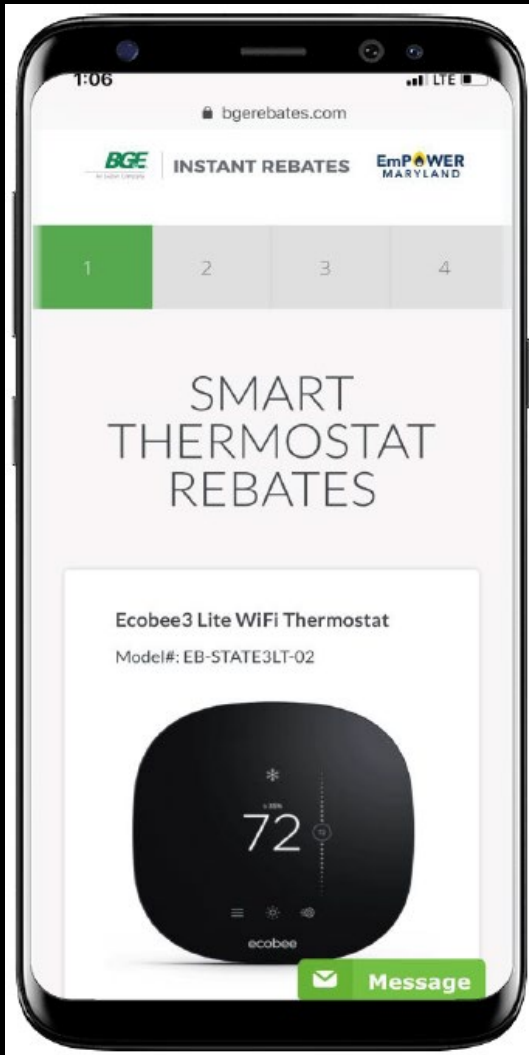 1:06
LTE
bgerebates.com
BGE
INSTANT REBATES
EmPOWER
MARYLAND
1 2 3 4
SMART
THERMOSTAT
REBATES
Ecobee3 Lite WiFi Thermostat
Model#: EB-STATE3LT-02
72
ecobee
Message